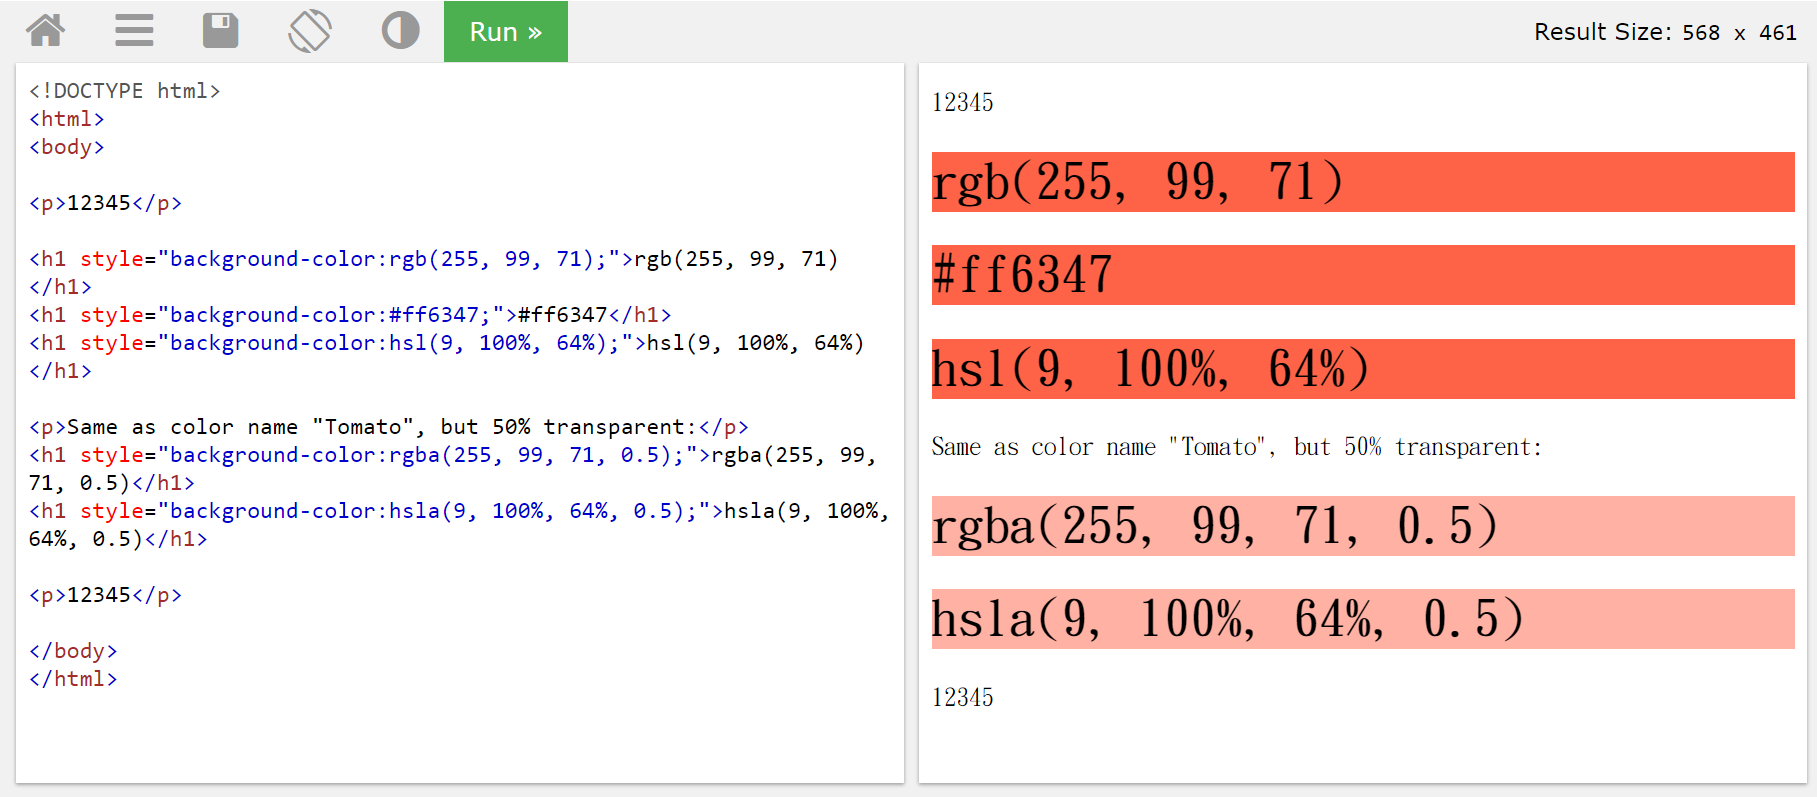 Run »
Result Size: 568 x 461
<!DOCTYPE html>
<html>
<body>
<p>12345</p>
<h1 style="background-color:rgb(255, 99, 71);">rgb(255, 99, 71)
</h1>
<h1 style="background-color:#ff6347;">#ff6347</h1>
<h1 style="background-color:hsl(9, 100%, 64%);">hsl(9, 100%, 64%)
</h1>
<p>Same as color name "Tomato", but 50% transparent:</p>
<h1 style="background-color:rgba(255, 99, 71, 0.5);">rgba(255, 99,
71, 0.5)</h1>
<h1 style="background-color:hsla(9, 100%, 64%, 0.5);">hsla(9, 100%,
64%, 0.5)</h1>
<p>12345</p>
</body>
</html>
12345
rgb(255, 99, 71)
#ff6347
hsl(9, 100%, 64%)
Same as color name "Tomato", but 50% transparent:
rgba(255, 99, 71, 0.5)
hsla(9, 100%, 64%, 0.5)
12345